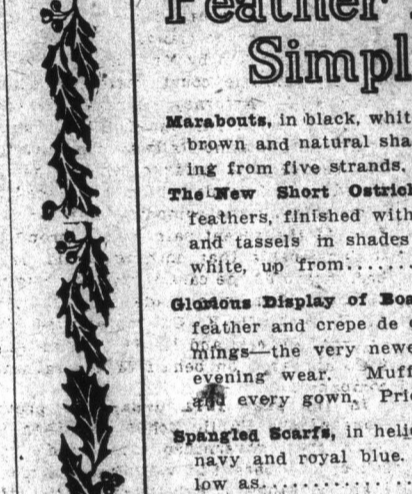 Feather
Simpl
Marabouts, in black, whit
brown and natural sha
ing from five strands,
The New Short Ostrich
feathers, finished with
and tassels in shades
white, up from.......
Glorious Display of Boa
feather and crepe de
mings—the very newe
evening wear. Muff
and every gown. Pric
Spangled Scarfs, in helio
navy and royal blue.
low as..............